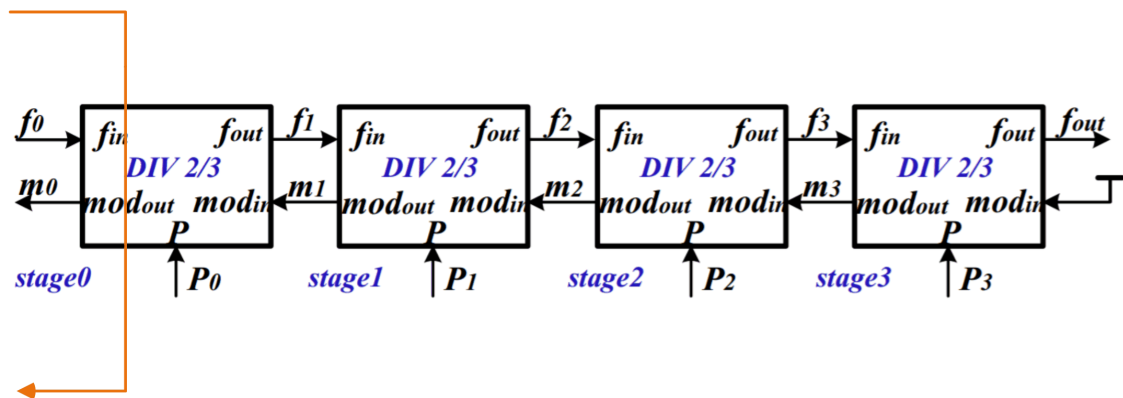 f0 f1 f2 f3 fout
fin fout fin fout fin fout fin fout
DIV 2/3 DIV 2/3 DIV 2/3 DIV 2/3
m0 m1 m2 m3
modout modin modout modin modout modin modout modin
P P P P
stage0 P0 stage1 P1 stage2 P2 stage3 P3